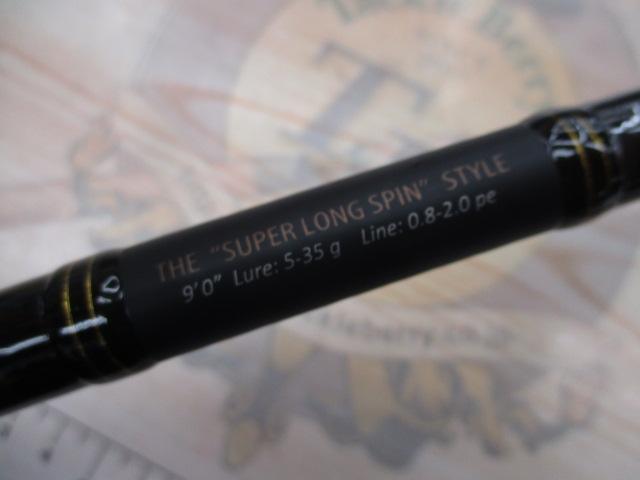 THE "SUPER LONG SPIN" STYLE
9'0" Lure: 5-35 g Line: 0.8-2.0 pe